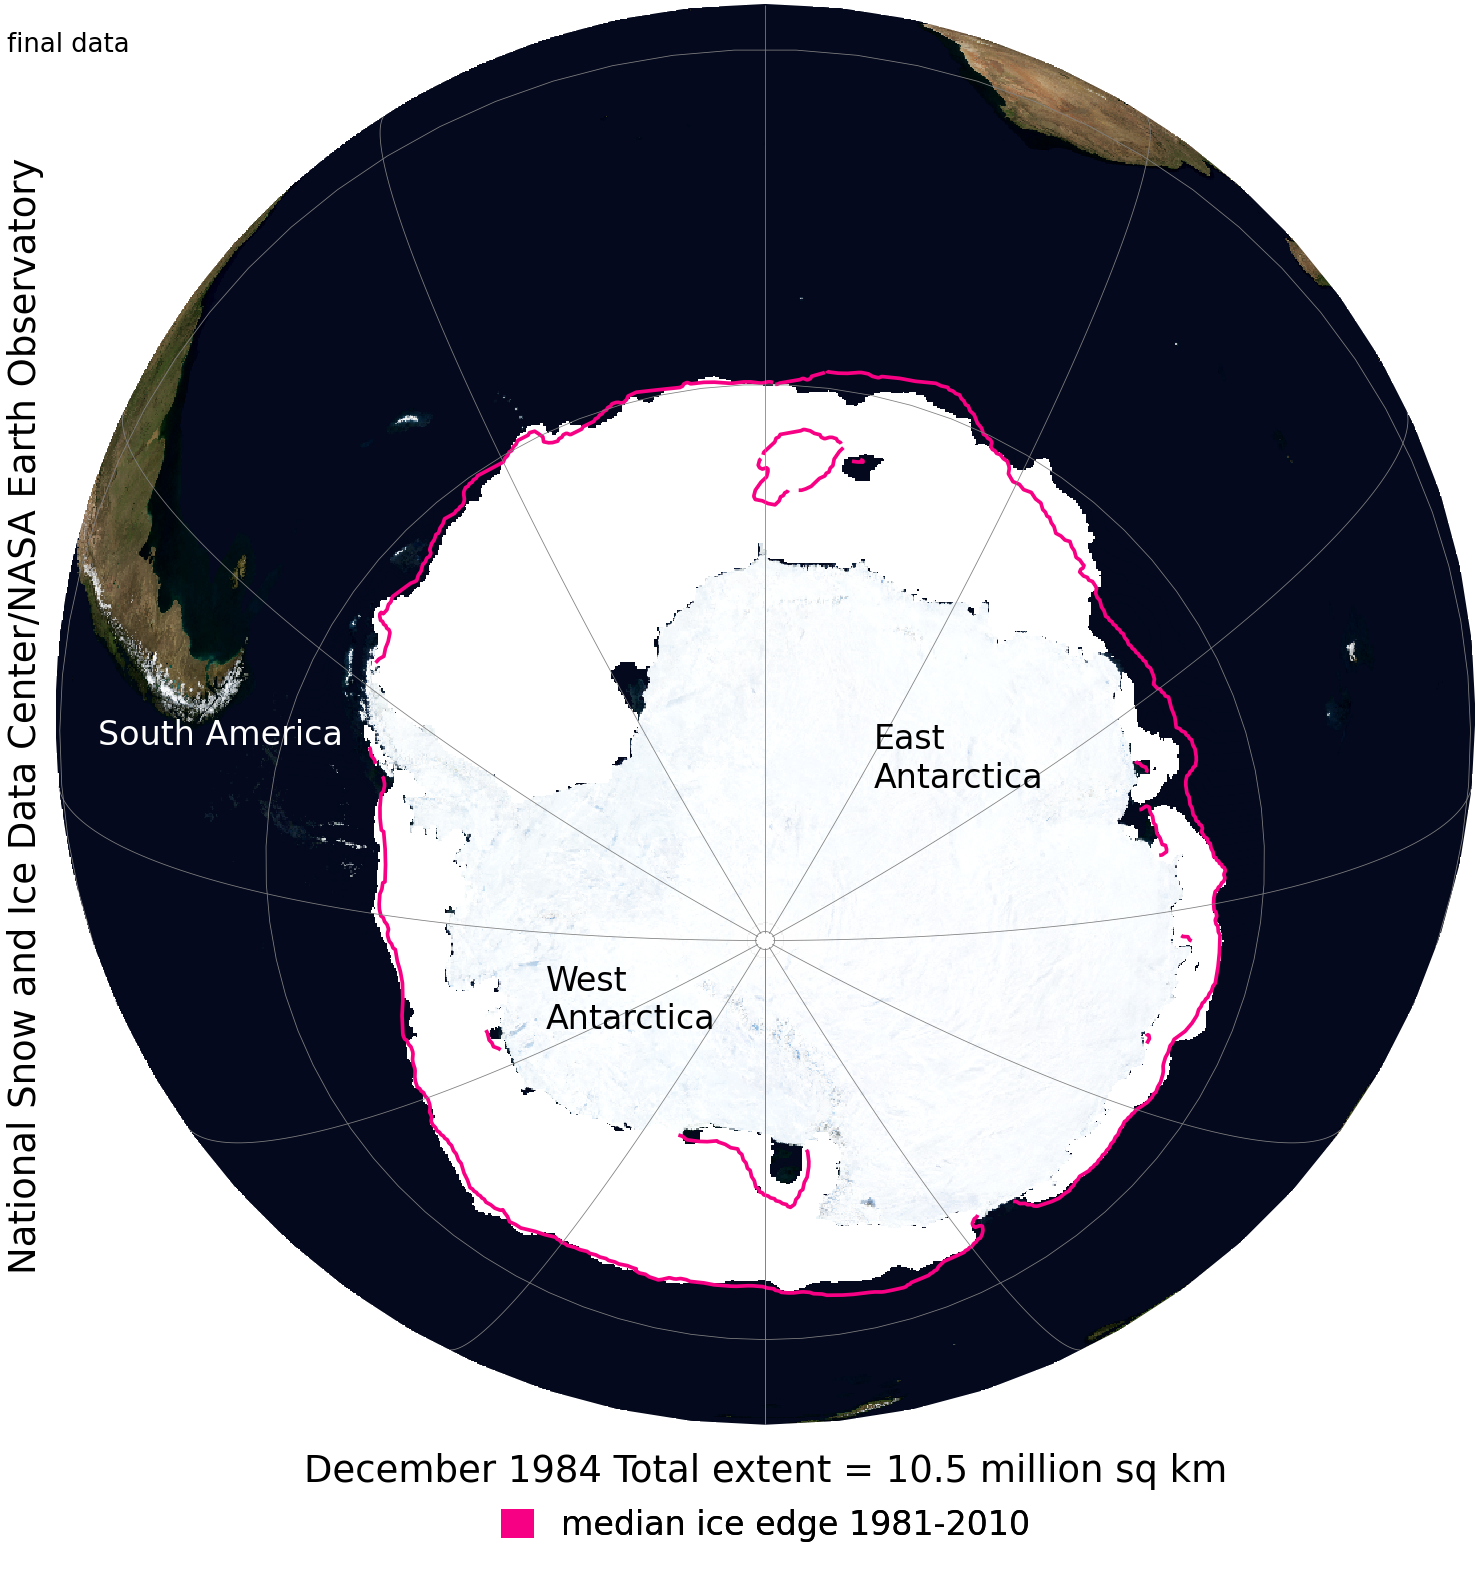 final data
National Snow and Ice Data Center/NASA Earth Observatory
South America
East
Antarctica
West
Antarctica
December 1984 Total extent = 10.5 million sq km
median ice edge 1981-2010